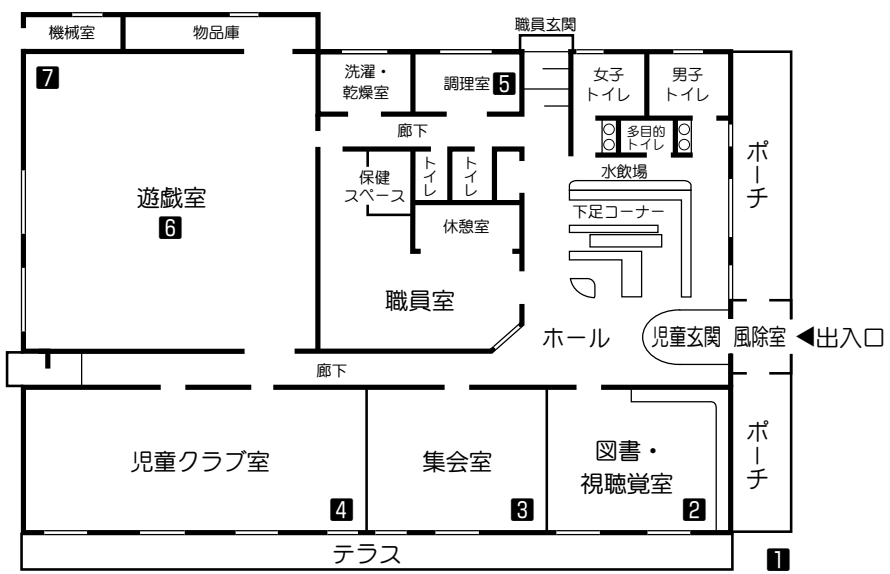 機械室
物品庫
職員玄関
7
洗濯・
乾燥室
調理室
5
女子
トイレ
男子
トイレ
廊下
多目的
トイレ
ポーチ
保健
スペース
トイレ
トイレ
水飲場
遊戯室
6
下足コーナー
休憩室
職員室
ホール
児童玄関
風除室
◀出入口
廊下
児童クラブ室
4
集会室
3
図書・
視聴覚室
2
ポーチ
テラス
1